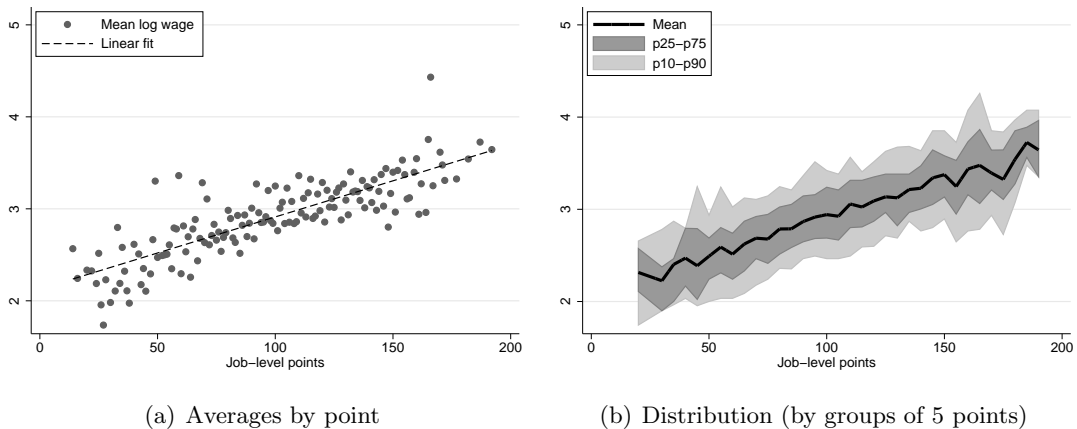 5
4
3
2
0
50
100
150
200
Job−level points
Mean log wage
Linear fit
(a) Averages by point
5
4
3
2
0
50
100
150
200
Job−level points
Mean
p25−p75
p10−p90
(b) Distribution (by groups of 5 points)